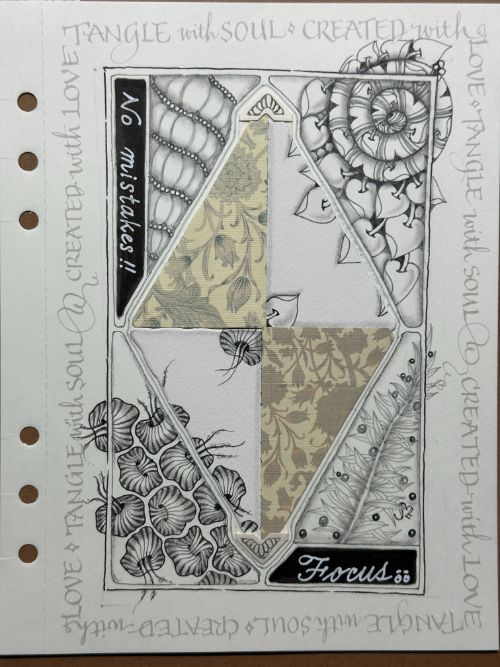 TANGLE with SOUL ⋄ CREATED with
LOVE ⋄ TANGLE with SOUL @ CREATED with LOVE
TANGLE with SOUL ⋄ CREATED with
LOVE ⋄ TANGLE with SOUL @ CREATED with LOVE
No mistakes!!
Focus